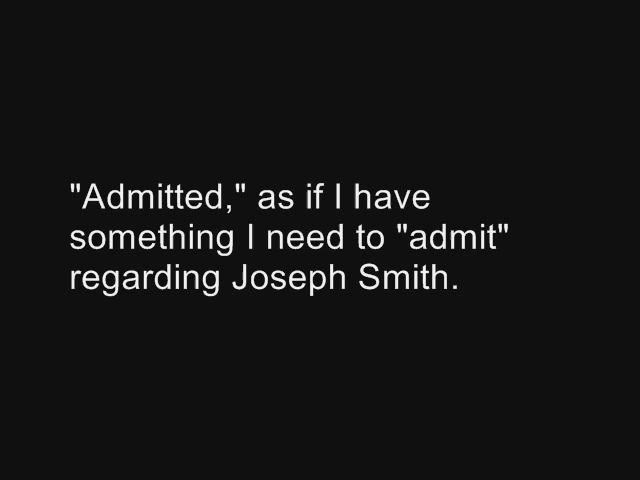 "Admitted," as if I have
something I need to "admit"
regarding Joseph Smith.